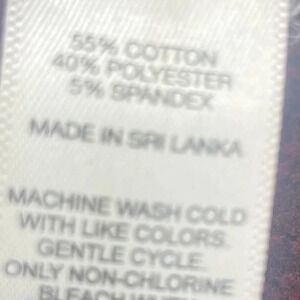 55% COTTON
40% POLYESTER
5% SPANDEX
MADE IN SRI LANKA
MACHINE WASH COLD
WITH LIKE COLORS.
GENTLE CYCLE.
ONLY NON-CHLORINE
BLEACH